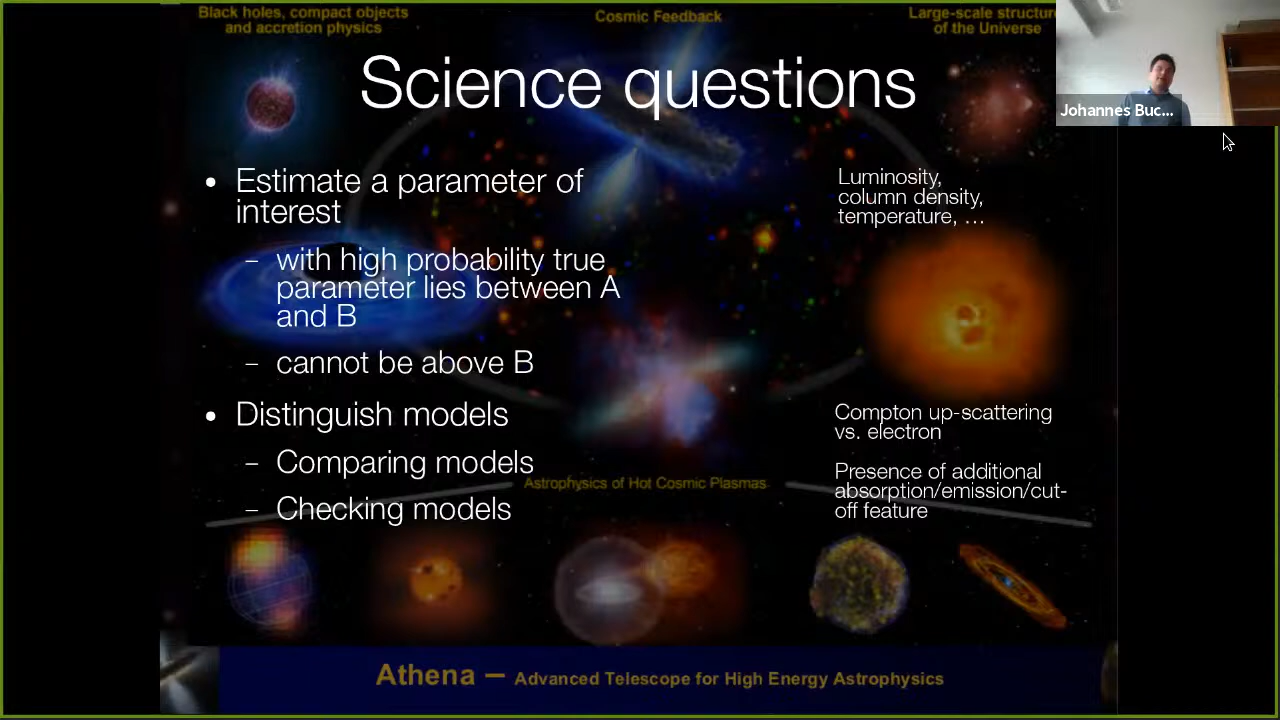 Black holes, compact objects
and accretion physics
Cosmic Feedback
Large-scale structure
of the Universe
Science questions
Johannes Buc...
• Estimate a parameter of
interest
– with high probability true
parameter lies between A
and B
– cannot be above B
• Distinguish models
– Comparing models
– Checking models
Luminosity,
column density,
temperature, …
Compton up-scattering
vs. electron
Presence of additional
absorption/emission/cut-
off feature
Astrophysics of Hot Cosmic Plasmas
Athena — Advanced Telescope for High Energy Astrophysics